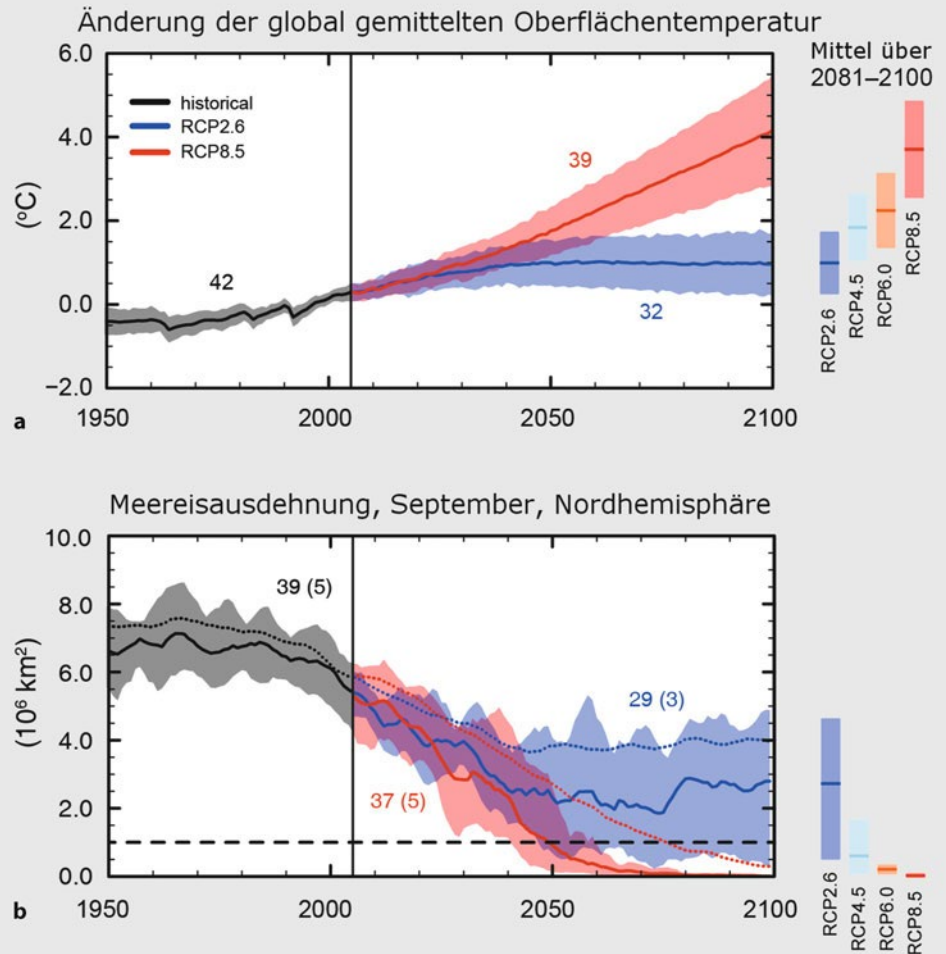 Änderung der global gemittelten Oberflächentemperatur
Mittel über
2081–2100
6.0
4.0
2.0
0.0
−2.0
(°C)
historical
RCP2.6
RCP8.5
42
39
32
1950
2000
2050
2100
RCP2.6
RCP4.5
RCP6.0
RCP8.5
a
Meereisausdehnung, September, Nordhemisphäre
10.0
8.0
6.0
4.0
2.0
0.0
(10⁶ km²)
39 (5)
29 (3)
37 (5)
1950
2000
2050
2100
RCP2.6
RCP4.5
RCP6.0
RCP8.5
b